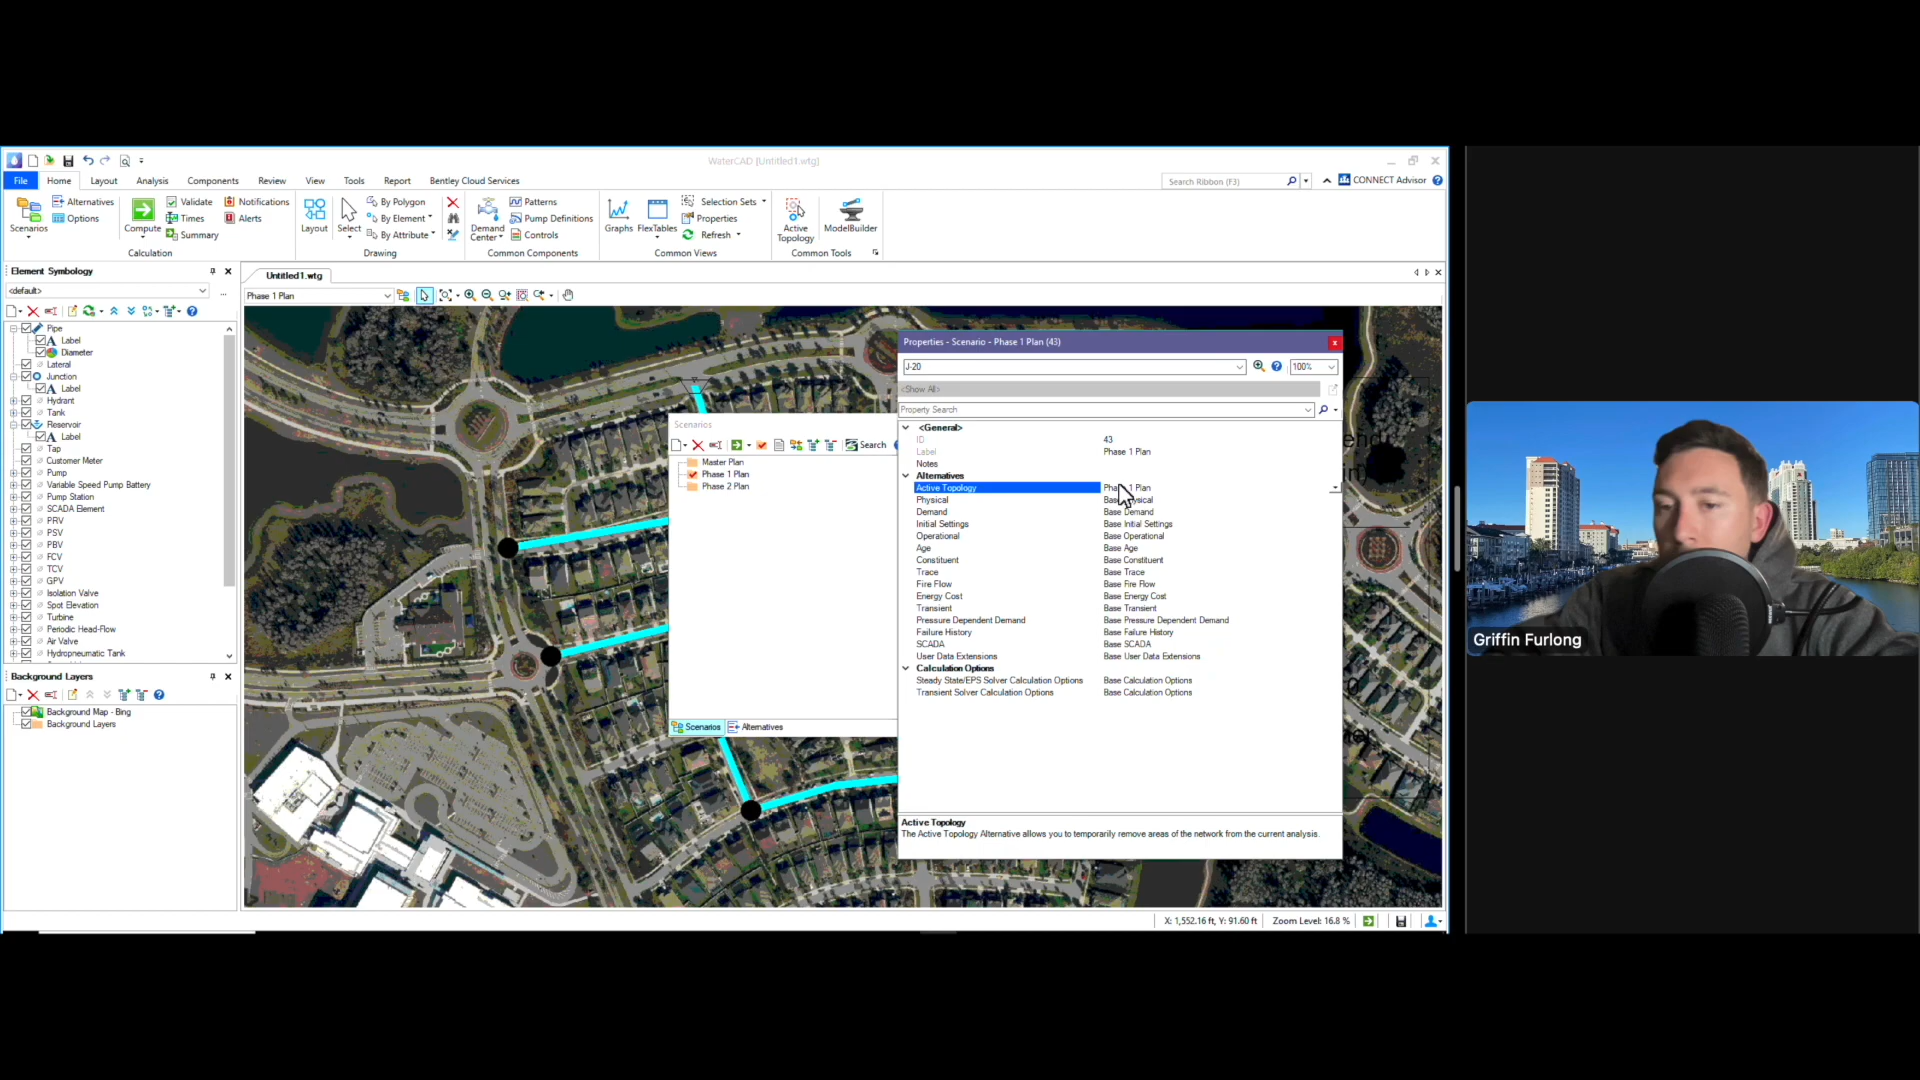 WaterCAD [Untitled1.wtg]
File Home Layout Analysis Components Review View Tools Report Bentley Cloud Services
Search Ribbon (F3)
CONNECT Advisor
Scenarios
Alternatives
Options
Compute
Validate
Times
Summary
Notifications
Alerts
Calculation
Layout
Select
By Polygon
By Element
By Attribute
Drawing
Demand Center
Patterns
Pump Definitions
Controls
Common Components
Graphs
FlexTables
Selection Sets
Properties
Refresh
Common Views
Active Topology
ModelBuilder
Common Tools
Element Symbology
<default>
Pipe
Label
Diameter
Lateral
Junction
Label
Hydrant
Tank
Reservoir
Label
Tap
Customer Meter
Pump
Variable Speed Pump Battery
Pump Station
SCADA Element
PRV
PSV
PBV
FCV
TCV
GPV
Isolation Valve
Spot Elevation
Turbine
Periodic Head-Flow
Air Valve
Hydropneumatic Tank
Background Layers
Background Map - Bing
Background Layers
Untitled1.wtg
Phase 1 Plan
Scenarios
Search
Master Plan
Phase 1 Plan
Phase 2 Plan
Scenarios
Alternatives
Properties - Scenario - Phase 1 Plan (43)
J-20
100%
<Show All>
Property Search
<General>
ID 43
Label Phase 1 Plan
Notes
Alternatives
Active Topology 1 Plan
Physical
Demand Base Demand
Initial Settings Base Initial Settings
Operational Base Operational
Age Base Age
Constituent Base Constituent
Trace Base Trace
Fire Flow Base Fire Flow
Energy Cost Base Energy Cost
Transient Base Transient
Pressure Dependent Demand Base Pressure Dependent Demand
Failure History Base Failure History
SCADA Base SCADA
User Data Extensions Base User Data Extensions
Calculation Options
Steady State/EPS Solver Calculation Options Base Calculation Options
Transient Solver Calculation Options Base Calculation Options
Active Topology
The Active Topology Alternative allows you to temporarily remove areas of the network from the current analysis.
X: 1,552.16 ft, Y: 91.60 ft
Zoom Level: 16.8 %
Griffin Furlong